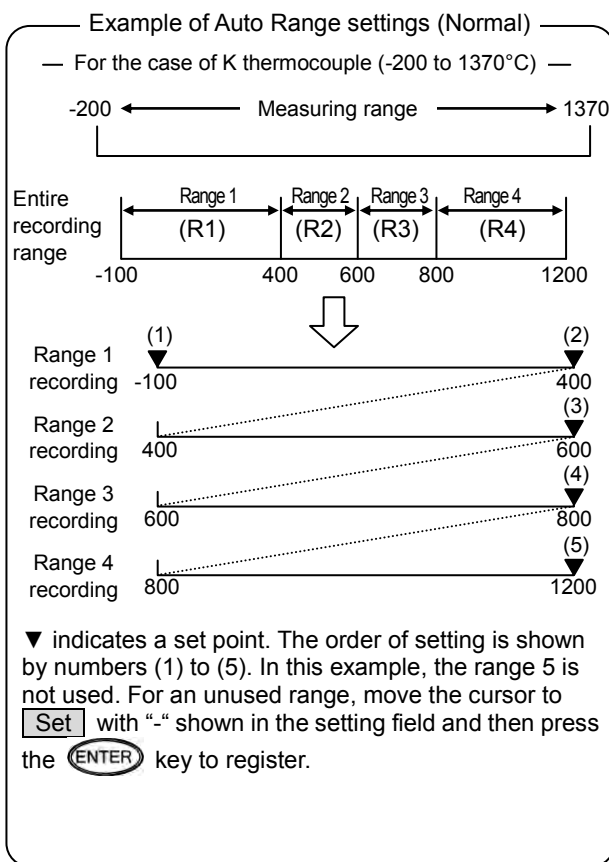 Example of Auto Range settings (Normal)
For the case of K thermocouple (-200 to 1370°C)
-200 Measuring range 1370
Entire recording range
Range 1 Range 2 Range 3 Range 4
(R1) (R2) (R3) (R4)
-100 400 600 800 1200
(1) (2)
Range 1 recording -100 400
(3)
Range 2 recording 400 600
(4)
Range 3 recording 600 800
(5)
Range 4 recording 800 1200
▼ indicates a set point. The order of setting is shown
by numbers (1) to (5). In this example, the range 5 is
not used. For an unused range, move the cursor to
Set with “-“ shown in the setting field and then press
the ENTER key to register.